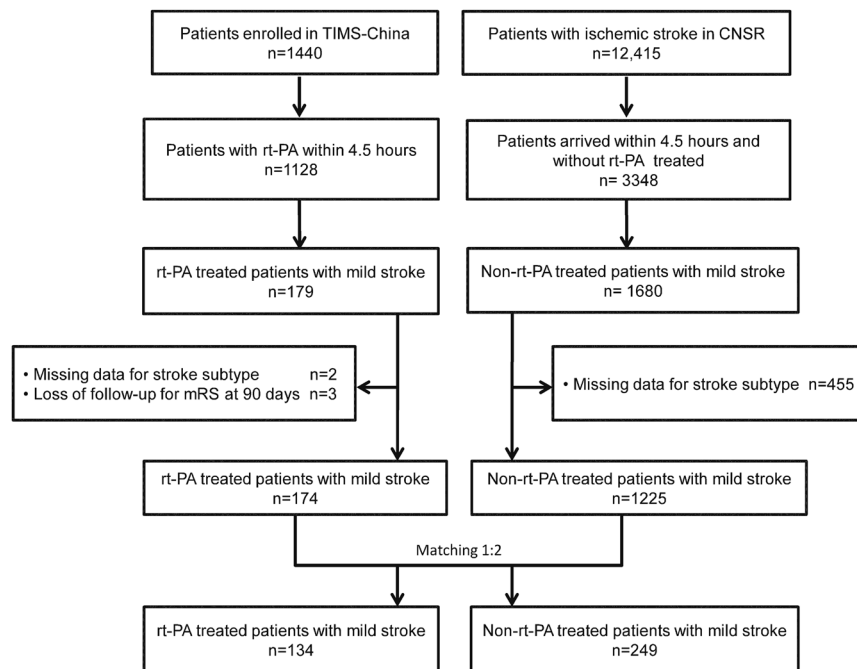 Patients enrolled in TIMS-China
n=1440
Patients with ischemic stroke in CNSR
n=12,415
Patients with rt-PA within 4.5 hours
n=1128
Patients arrived within 4.5 hours and
without rt-PA treated
n= 3348
rt-PA treated patients with mild stroke
n=179
Non-rt-PA treated patients with mild stroke
n= 1680
• Missing data for stroke subtype n=2
• Loss of follow-up for mRS at 90 days n=3
• Missing data for stroke subtype n=455
rt-PA treated patients with mild stroke
n=174
Non-rt-PA treated patients with mild stroke
n=1225
Matching 1:2
rt-PA treated patients with mild stroke
n=134
Non-rt-PA treated patients with mild stroke
n=249